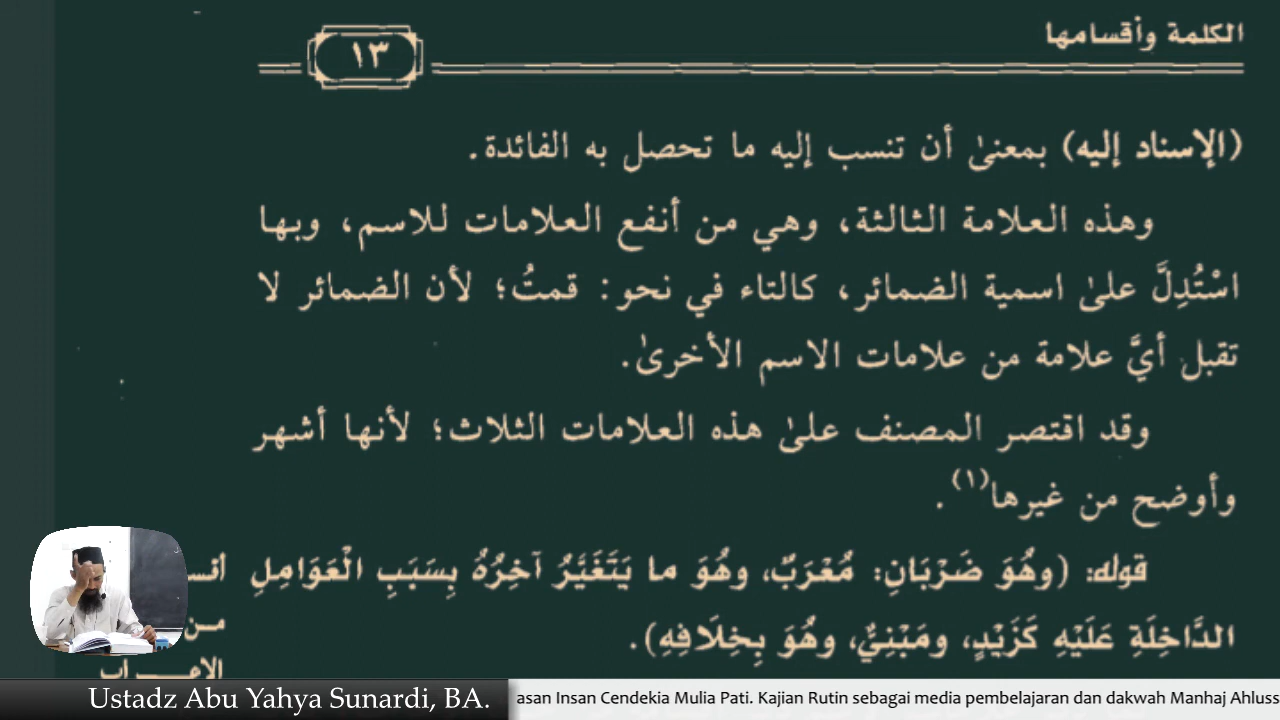 الكلمة وأقسامها
١٣
(الإسناد إليه) بمعنىٰ أن تنسب إليه ما تحصل به الفائدة.
وهذه العلامة الثالثة، وهي من أنفع العلامات للاسم، وبها
اسْتُدِلَّ علىٰ اسمية الضمائر، كالتاء في نحو: قمتُ؛ لأن الضمائر لا
تقبل أيَّ علامة من علامات الاسم الأخرىٰ.
وقد اقتصر المصنف علىٰ هذه العلامات الثلاث؛ لأنها أشهر
وأوضح من غيرها(١).
قوله: (وهُوَ ضَرْبَانِ: مُعْرَبٌ، وهُوَ ما يَتَغَيَّرُ آخِرُهُ بِسَبَبِ الْعَوَامِلِ
الدَّاخِلَةِ عَلَيْهِ كَزَيْدٍ، ومَبْنِيٌّ، وهُوَ بِخِلَافِهِ).
من
الإعراب
Ustadz Abu Yahya Sunardi, BA.
asan Insan Cendekia Mulia Pati. Kajian Rutin sebagai media pembelajaran dan dakwah Manhaj Ahluss